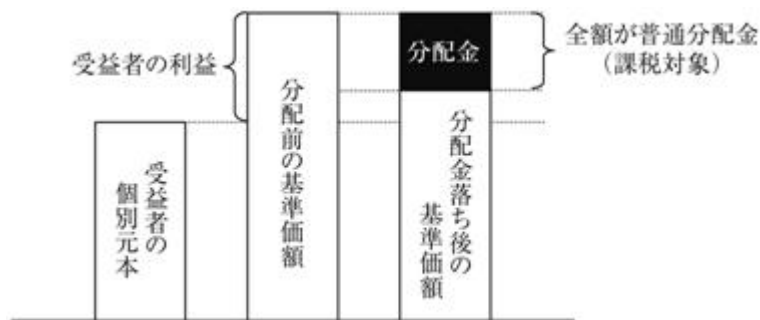 受益者の利益
分配金
全額が普通分配金
（課税対象）
受益者の
個別元本
分配前の基準価額
分配金落ち後の
基準価額